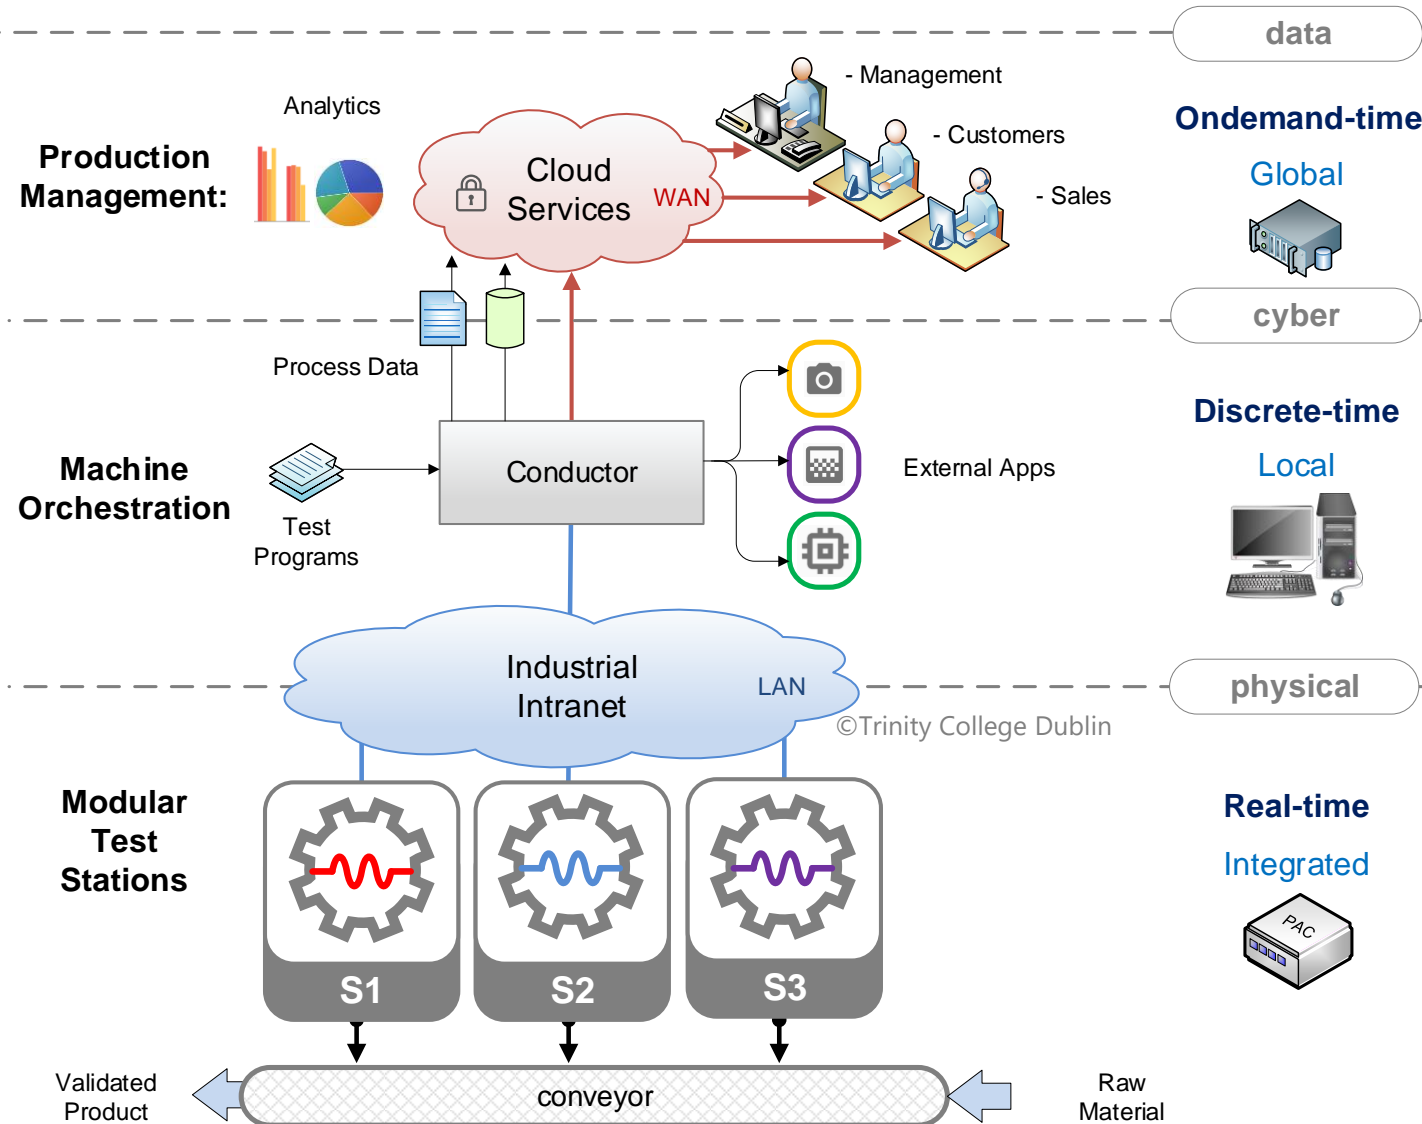 data
Analytics
- Management
Ondemand-time
Production
Management:
- Customers
Cloud
Services
WAN
Global
- Sales
cyber
Process Data
Discrete-time
Machine
Orchestration
Conductor
External Apps
Local
Test
Programs
Industrial
Intranet
LAN
physical
©Trinity College Dublin
Modular
Test
Stations
Real-time
Integrated
PAC
S1
S2
S3
Validated
Product
conveyor
Raw
Material